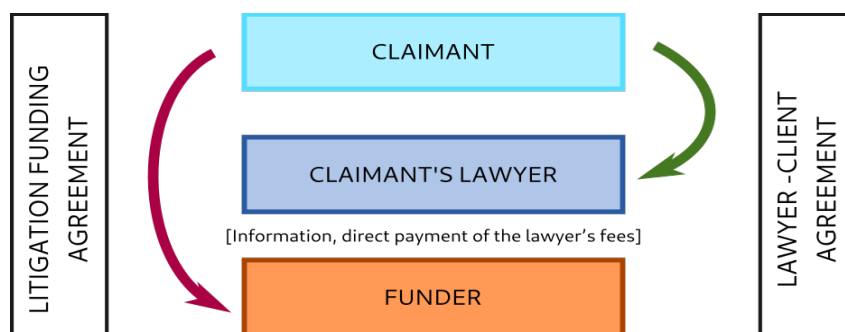 LITIGATION FUNDING
AGREEMENT
CLAIMANT
CLAIMANT'S LAWYER
[Information, direct payment of the lawyer’s fees]
FUNDER
LAWYER -CLIENT
AGREEMENT